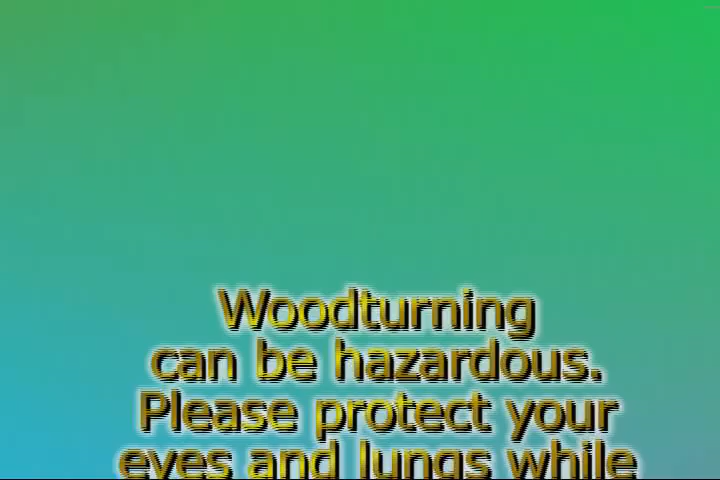 Woodturning
can be hazardous.
Please protect your
eyes and lungs while